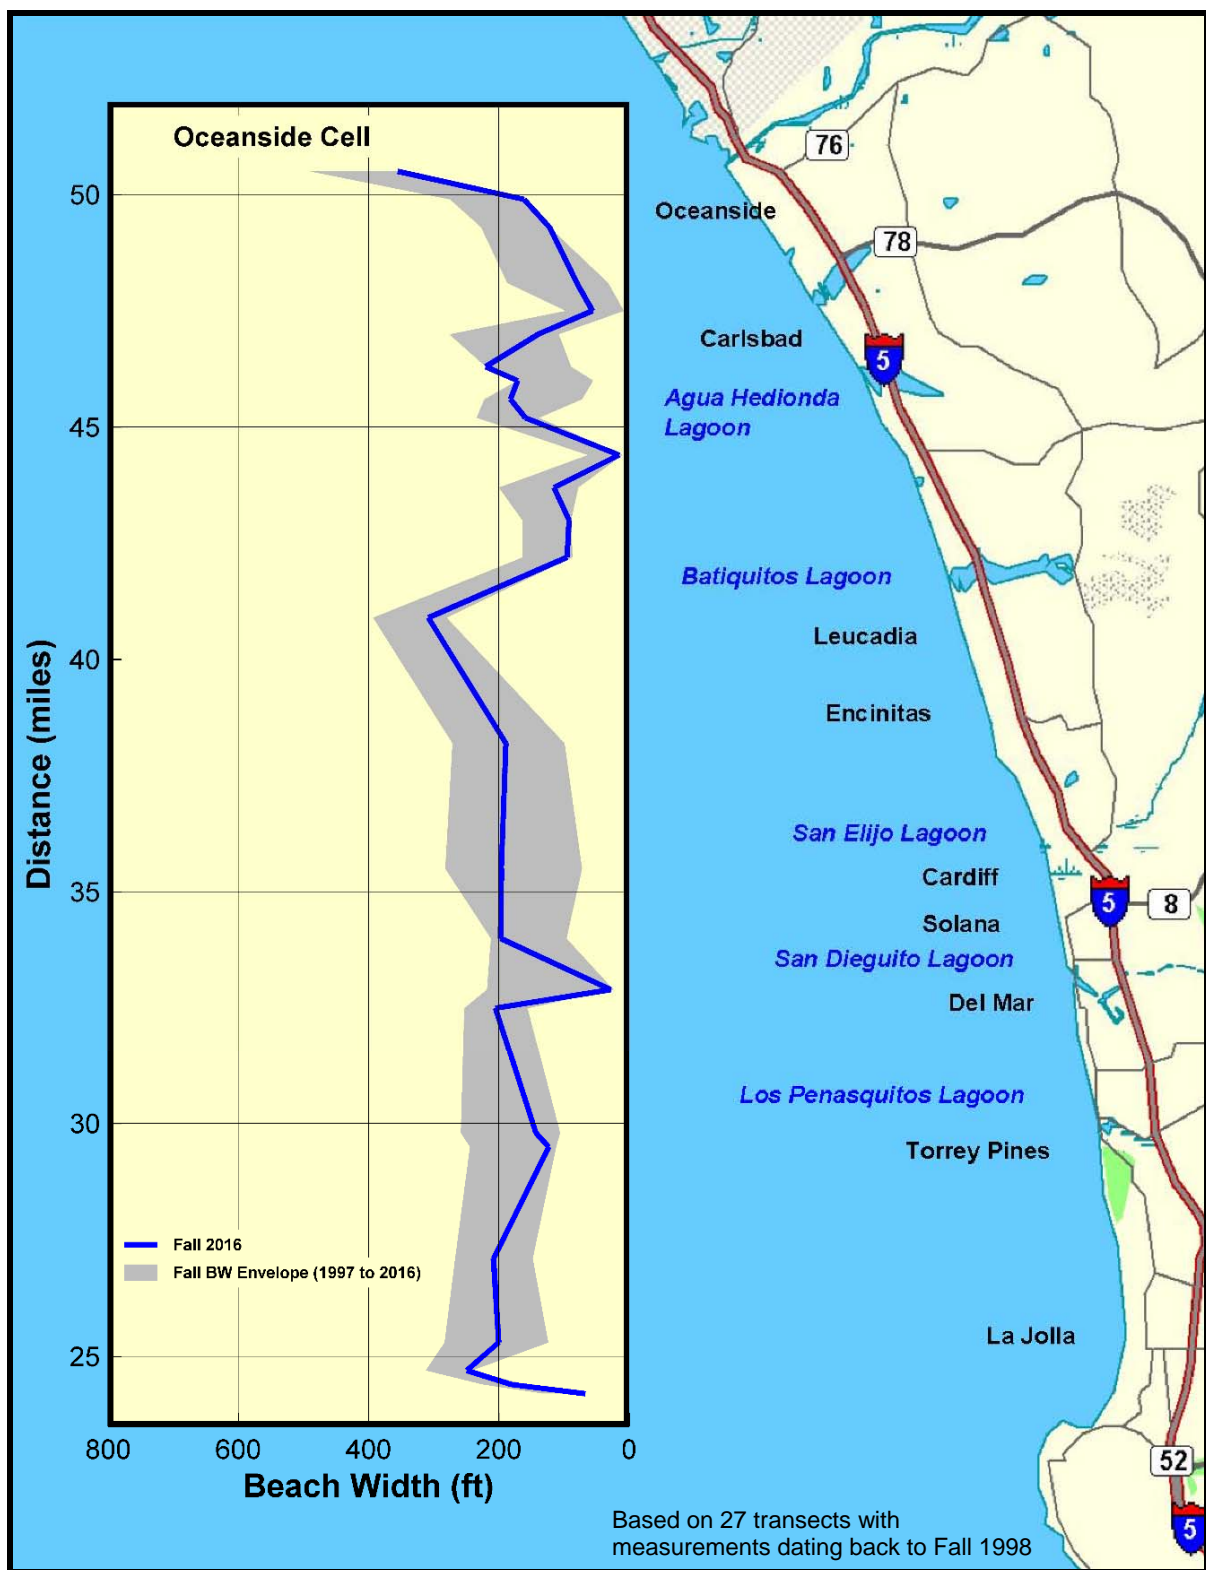 Oceanside Cell
50
45
40
35
30
25
Distance (miles)
Fall 2016
Fall BW Envelope (1997 to 2016)
800 600 400 200 0
Beach Width (ft)
76
Oceanside
78
Carlsbad
5
Agua Hedionda
Lagoon
Batiquitos Lagoon
Leucadia
Encinitas
San Elijo Lagoon
Cardiff
5
8
Solana
San Dieguito Lagoon
Del Mar
Los Penasquitos Lagoon
Torrey Pines
La Jolla
52
5
Based on 27 transects with
measurements dating back to Fall 1998